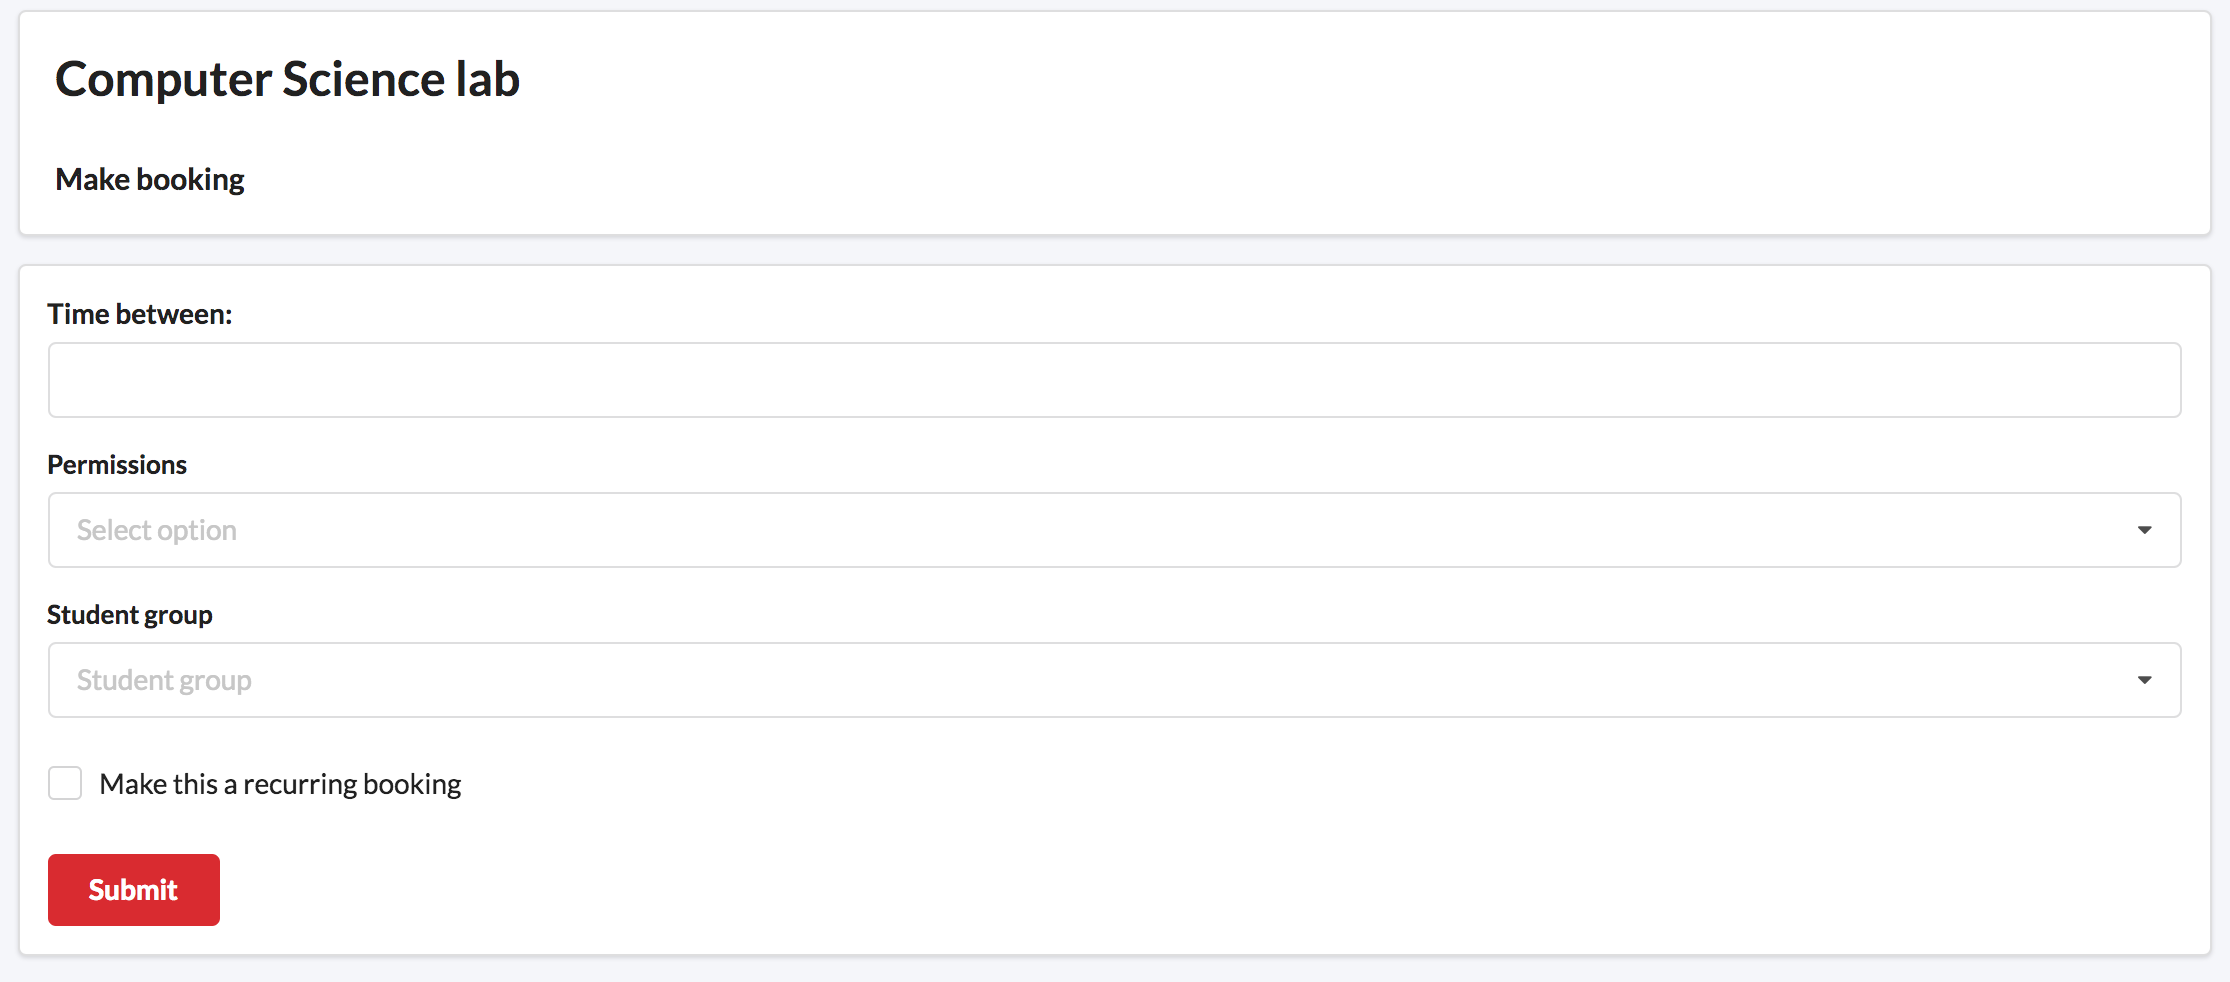 Computer Science lab
Make booking
Time between:
Permissions
Select option
Student group
Student group
Make this a recurring booking
Submit